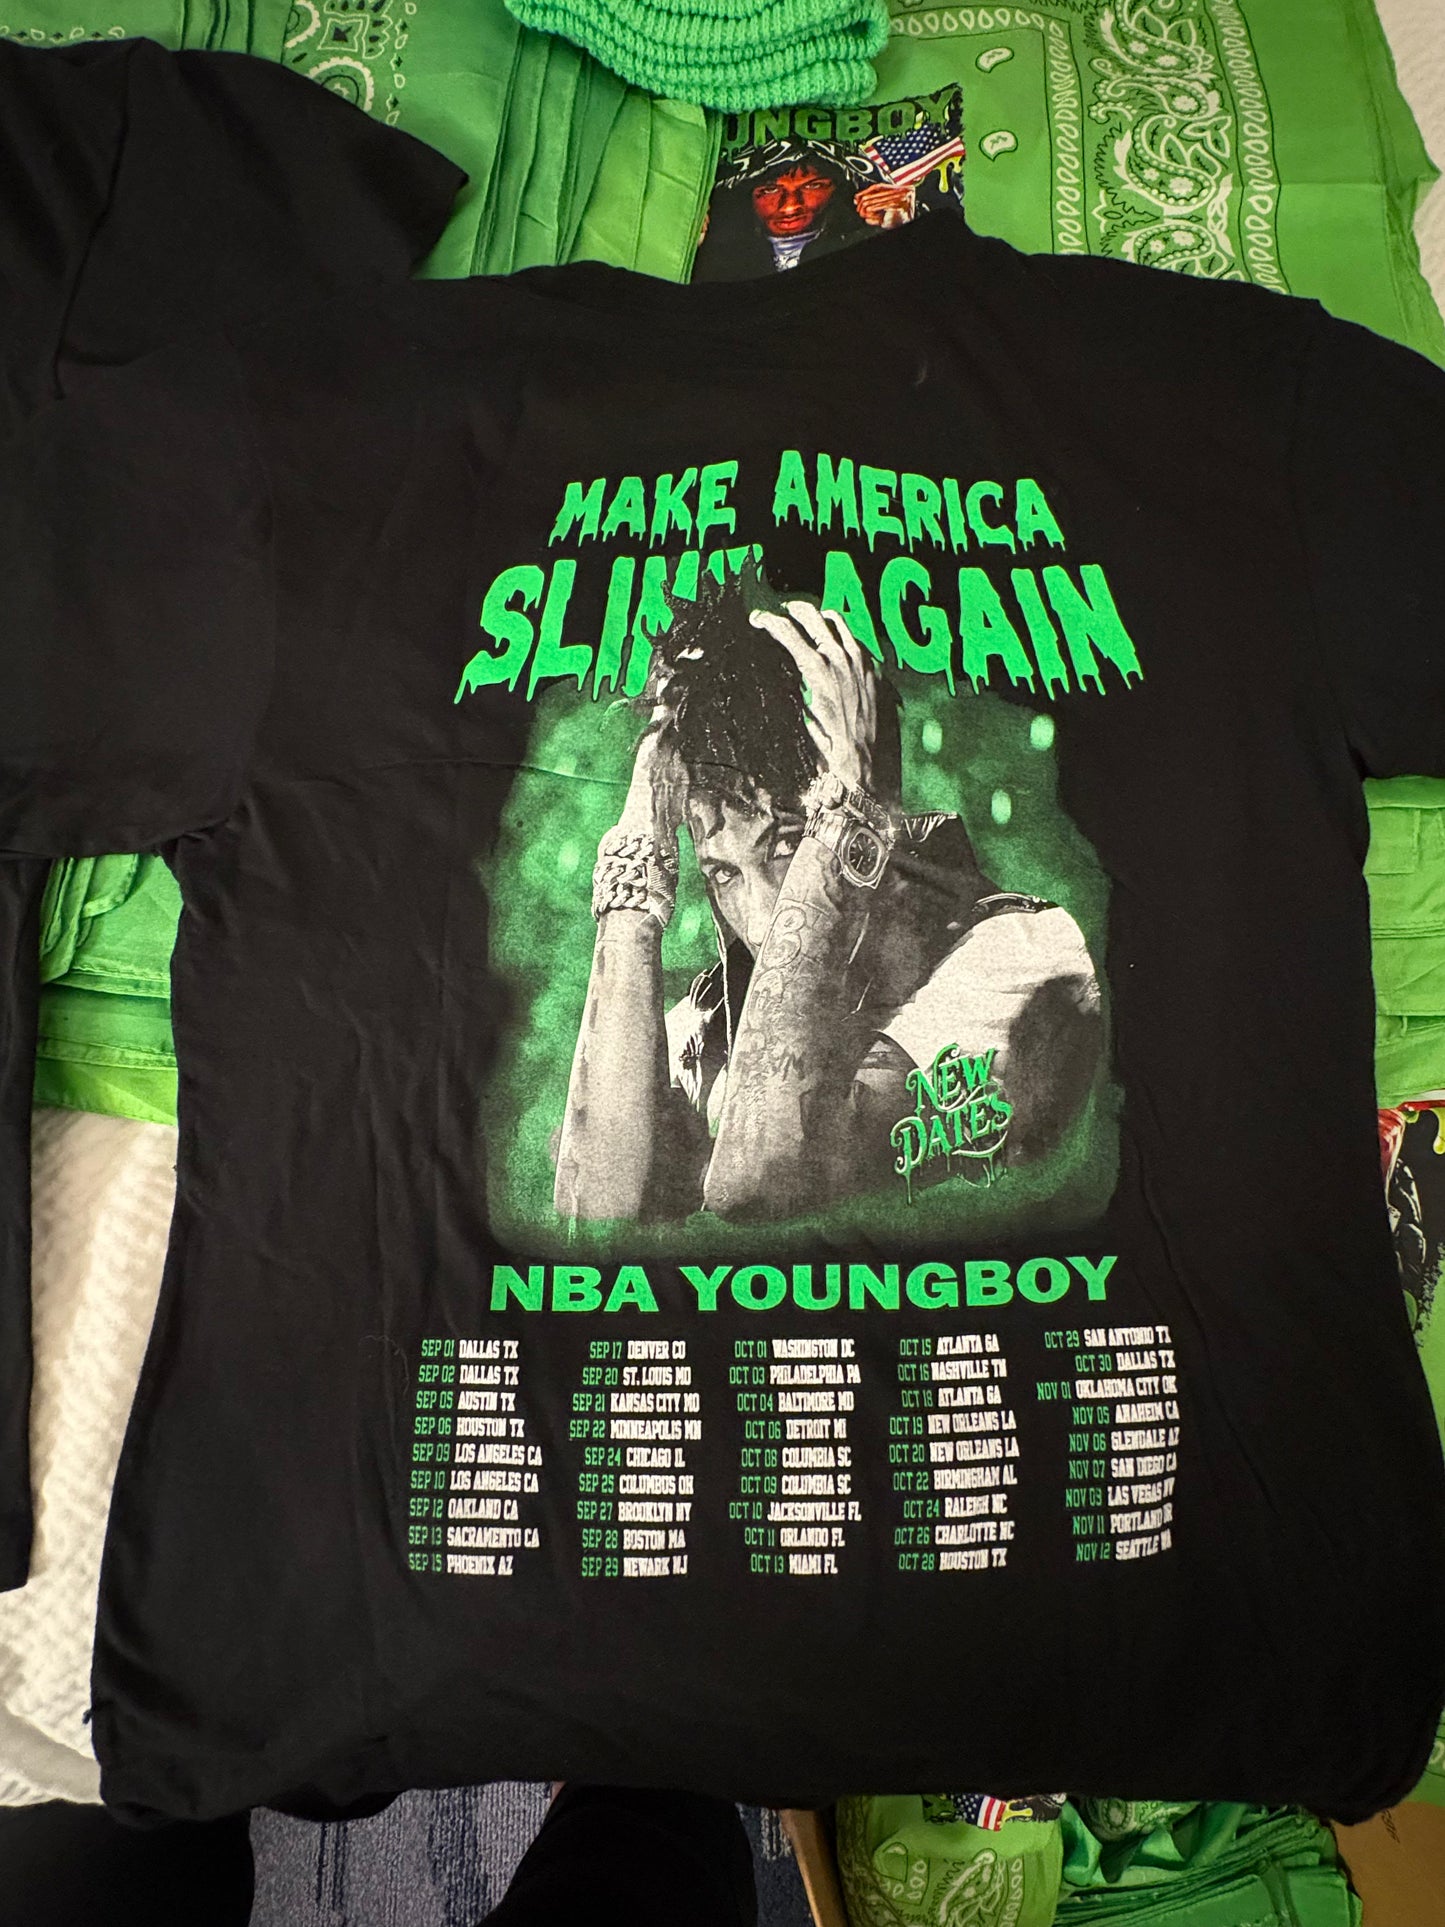 UNGBOY
MAKE AMERICA
SLIME AGAIN
NEW
DATES
NBA YOUNGBOY
SEP 01 DALLAS TX
SEP 02 DALLAS TX
SEP 05 AUSTIN TX
SEP 06 HOUSTON TX
SEP 09 LOS ANGELES CA
SEP 10 LOS ANGELES CA
SEP 12 OAKLAND CA
SEP 13 SACRAMENTO CA
SEP 15 PHOENIX AZ
SEP 17 DENVER CO
SEP 20 ST. LOUIS MO
SEP 21 KANSAS CITY MO
SEP 22 MINNEAPOLIS MN
SEP 24 CHICAGO IL
SEP 25 COLUMBUS OH
SEP 27 BROOKLYN NY
SEP 28 BOSTON MA
SEP 29 NEWARK NJ
OCT 01 WASHINGTON DC
OCT 03 PHILADELPHIA PA
OCT 04 BALTIMORE MD
OCT 06 DETROIT MI
OCT 08 COLUMBIA SC
OCT 09 COLUMBIA SC
OCT 10 JACKSONVILLE FL
OCT 11 ORLANDO FL
OCT 13 MIAMI FL
OCT 15 ATLANTA GA
OCT 16 NASHVILLE TN
OCT 18 ATLANTA GA
OCT 19 NEW ORLEANS LA
OCT 20 NEW ORLEANS LA
OCT 22 BIRMINGHAM AL
OCT 24 RALEIGH NC
OCT 26 CHARLOTTE NC
OCT 28 HOUSTON TX
OCT 29 SAN ANTONIO TX
OCT 30 DALLAS TX
NOV 01 OKLAHOMA CITY OK
NOV 05 ANAHEIM CA
NOV 06 GLENDALE AZ
NOV 07 SAN DIEGO CA
NOV 09 LAS VEGAS NV
NOV 11 PORTLAND OR
NOV 12 SEATTLE WA